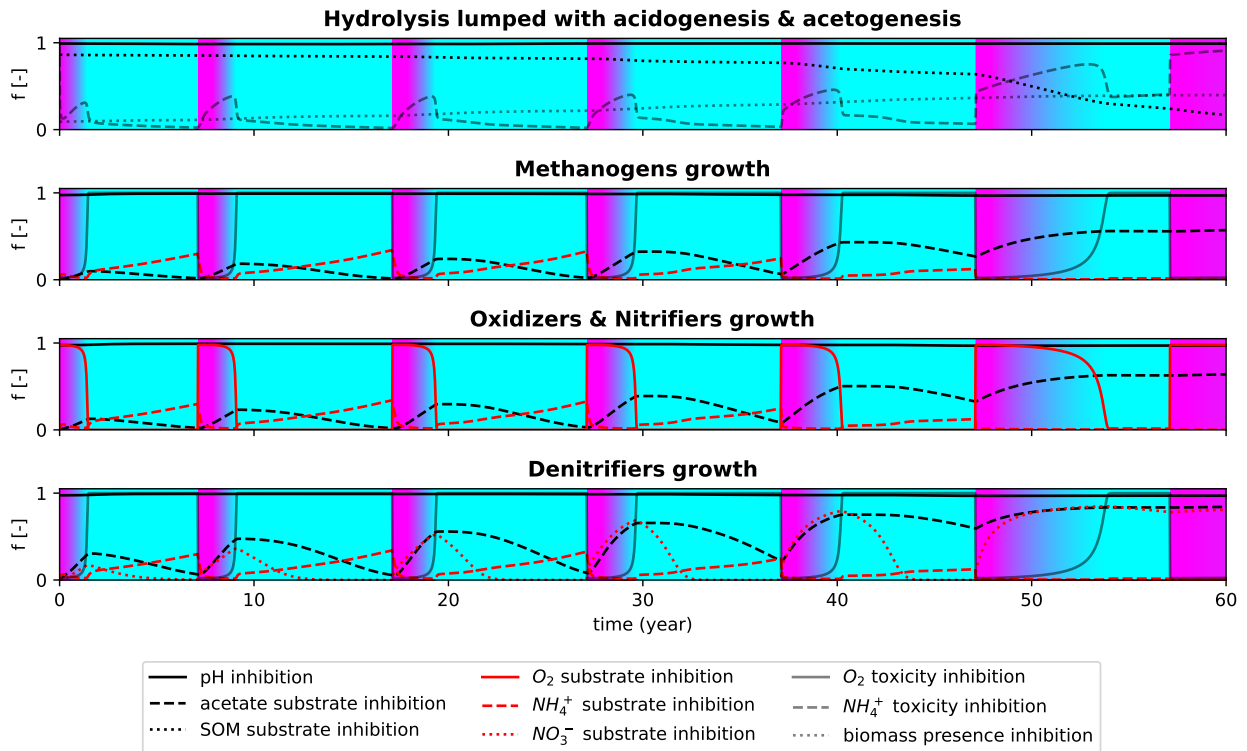 Hydrolysis lumped with acidogenesis & acetogenesis
1
f [-]
0
Methanogens growth
1
f [-]
0
Oxidizers & Nitrifiers growth
1
f [-]
0
Denitrifiers growth
1
f [-]
0
0 10 20 30 40 50 60
time (year)
pH inhibition
acetate substrate inhibition
SOM substrate inhibition
O₂ substrate inhibition
NH₄⁺ substrate inhibition
NO₃⁻ substrate inhibition
O₂ toxicity inhibition
NH₄⁺ toxicity inhibition
biomass presence inhibition